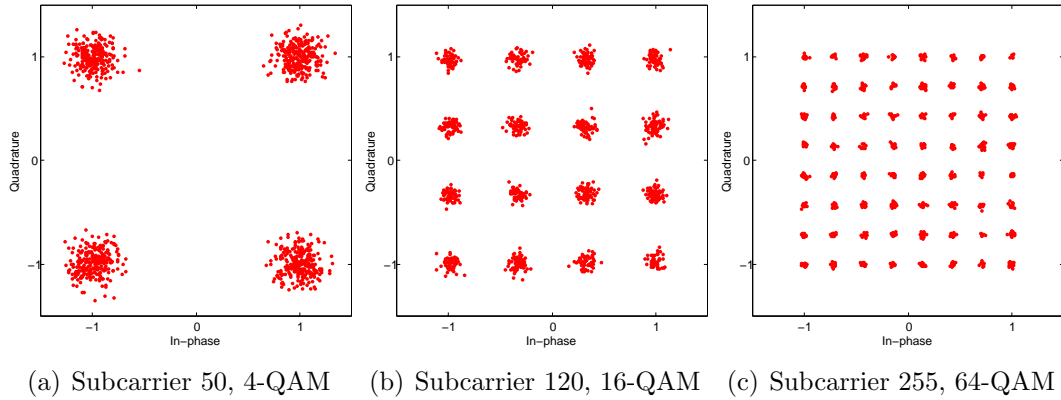 Quadrature
1
0
−1
−1
0
1
In−phase
(a) Subcarrier 50, 4-QAM
Quadrature
1
0
−1
−1
0
1
In−phase
(b) Subcarrier 120, 16-QAM
Quadrature
1
0
−1
−1
0
1
In−phase
(c) Subcarrier 255, 64-QAM